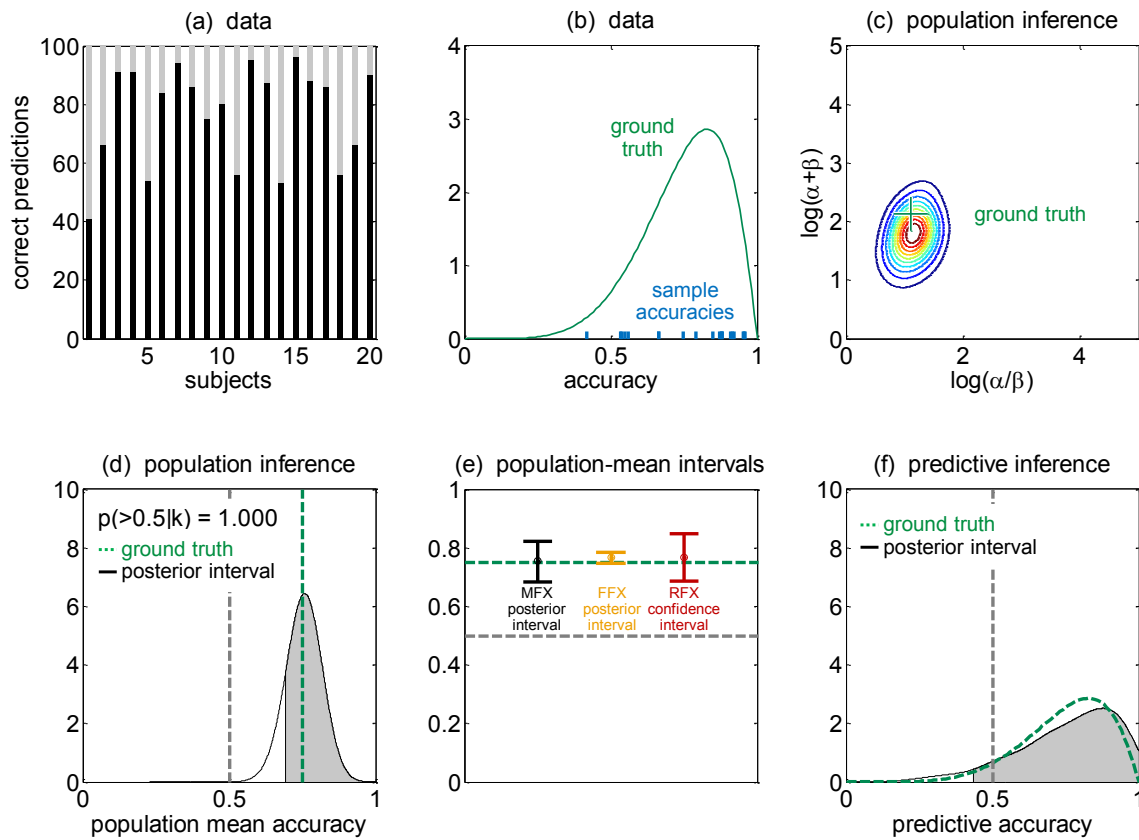 (a) data
100
80
60
40
20
0
correct predictions
5
10
15
20
subjects
(b) data
4
3
2
1
0
ground
truth
sample
accuracies
0
0.5
1
accuracy
(c) population inference
5
4
3
2
1
0
log(α+β)
ground truth
0
2
4
log(α/β)
(d) population inference
10
8
6
4
2
0
p(>0.5|k) = 1.000
ground truth
posterior interval
0
0.5
1
population mean accuracy
(e) population-mean intervals
1
0.8
0.6
0.4
0.2
0
MFX
posterior
interval
FFX
posterior
interval
RFX
confidence
interval
(f) predictive inference
10
8
6
4
2
0
ground truth
posterior interval
0
0.5
1
predictive accuracy